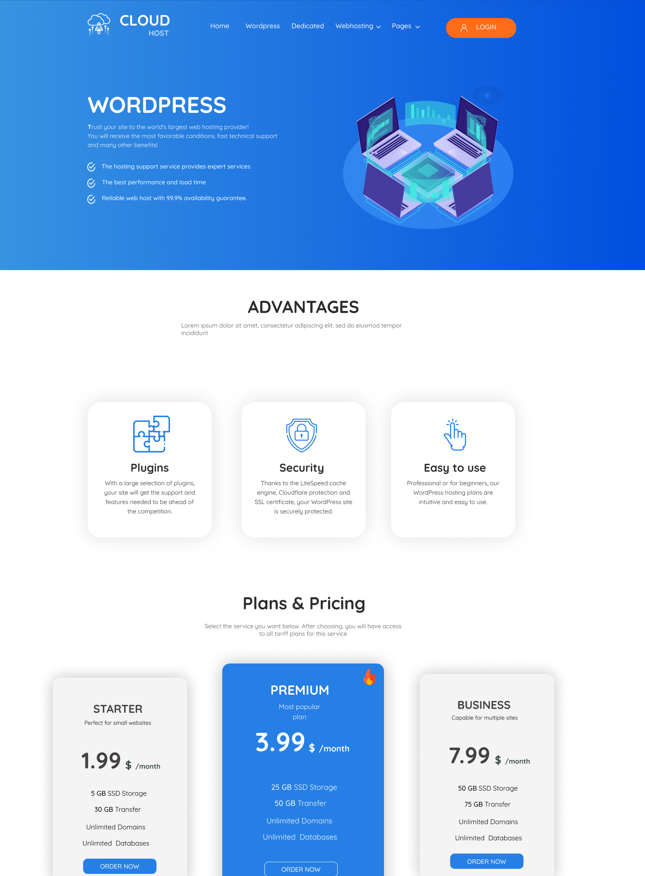 CLOUD
HOST
Home Wordpress Dedicated Webhosting Pages
LOGIN
WORDPRESS
Trust your site to the world's largest web hosting provider!
You will receive the most favorable conditions, fast technical support
and many other benefits!
The hosting support service provides expert services
The best performance and load time
Reliable web host with 99.9% availability guarantee.
ADVANTAGES
Lorem ipsum dolor sit amet, consectetur adipiscing elit, sed do eiusmod tempor
incididunt
Plugins
With a large selection of plugins,
your site will get the support and
features needed to be ahead of
the competition.
Security
Thanks to the LiteSpeed cache
engine, Cloudflare protection and
SSL certificate, your WordPress site
is securely protected.
Easy to use
Professional or for beginners, our
WordPress hosting plans are
intuitive and easy to use.
Plans & Pricing
Select the service you want below. After choosing, you will have access
to all tariff plans for this service
STARTER
Perfect for small websites
1.99 $ /month
5 GB SSD Storage
30 GB Transfer
Unlimited Domains
Unlimited Databases
ORDER NOW
PREMIUM
Most popular
plan
3.99 $ /month
25 GB SSD Storage
50 GB Transfer
Unlimited Domains
Unlimited Databases
ORDER NOW
BUSINESS
Capable for multiple sites
7.99 $ /month
50 GB SSD Storage
75 GB Transfer
Unlimited Domains
Unlimited Databases
ORDER NOW